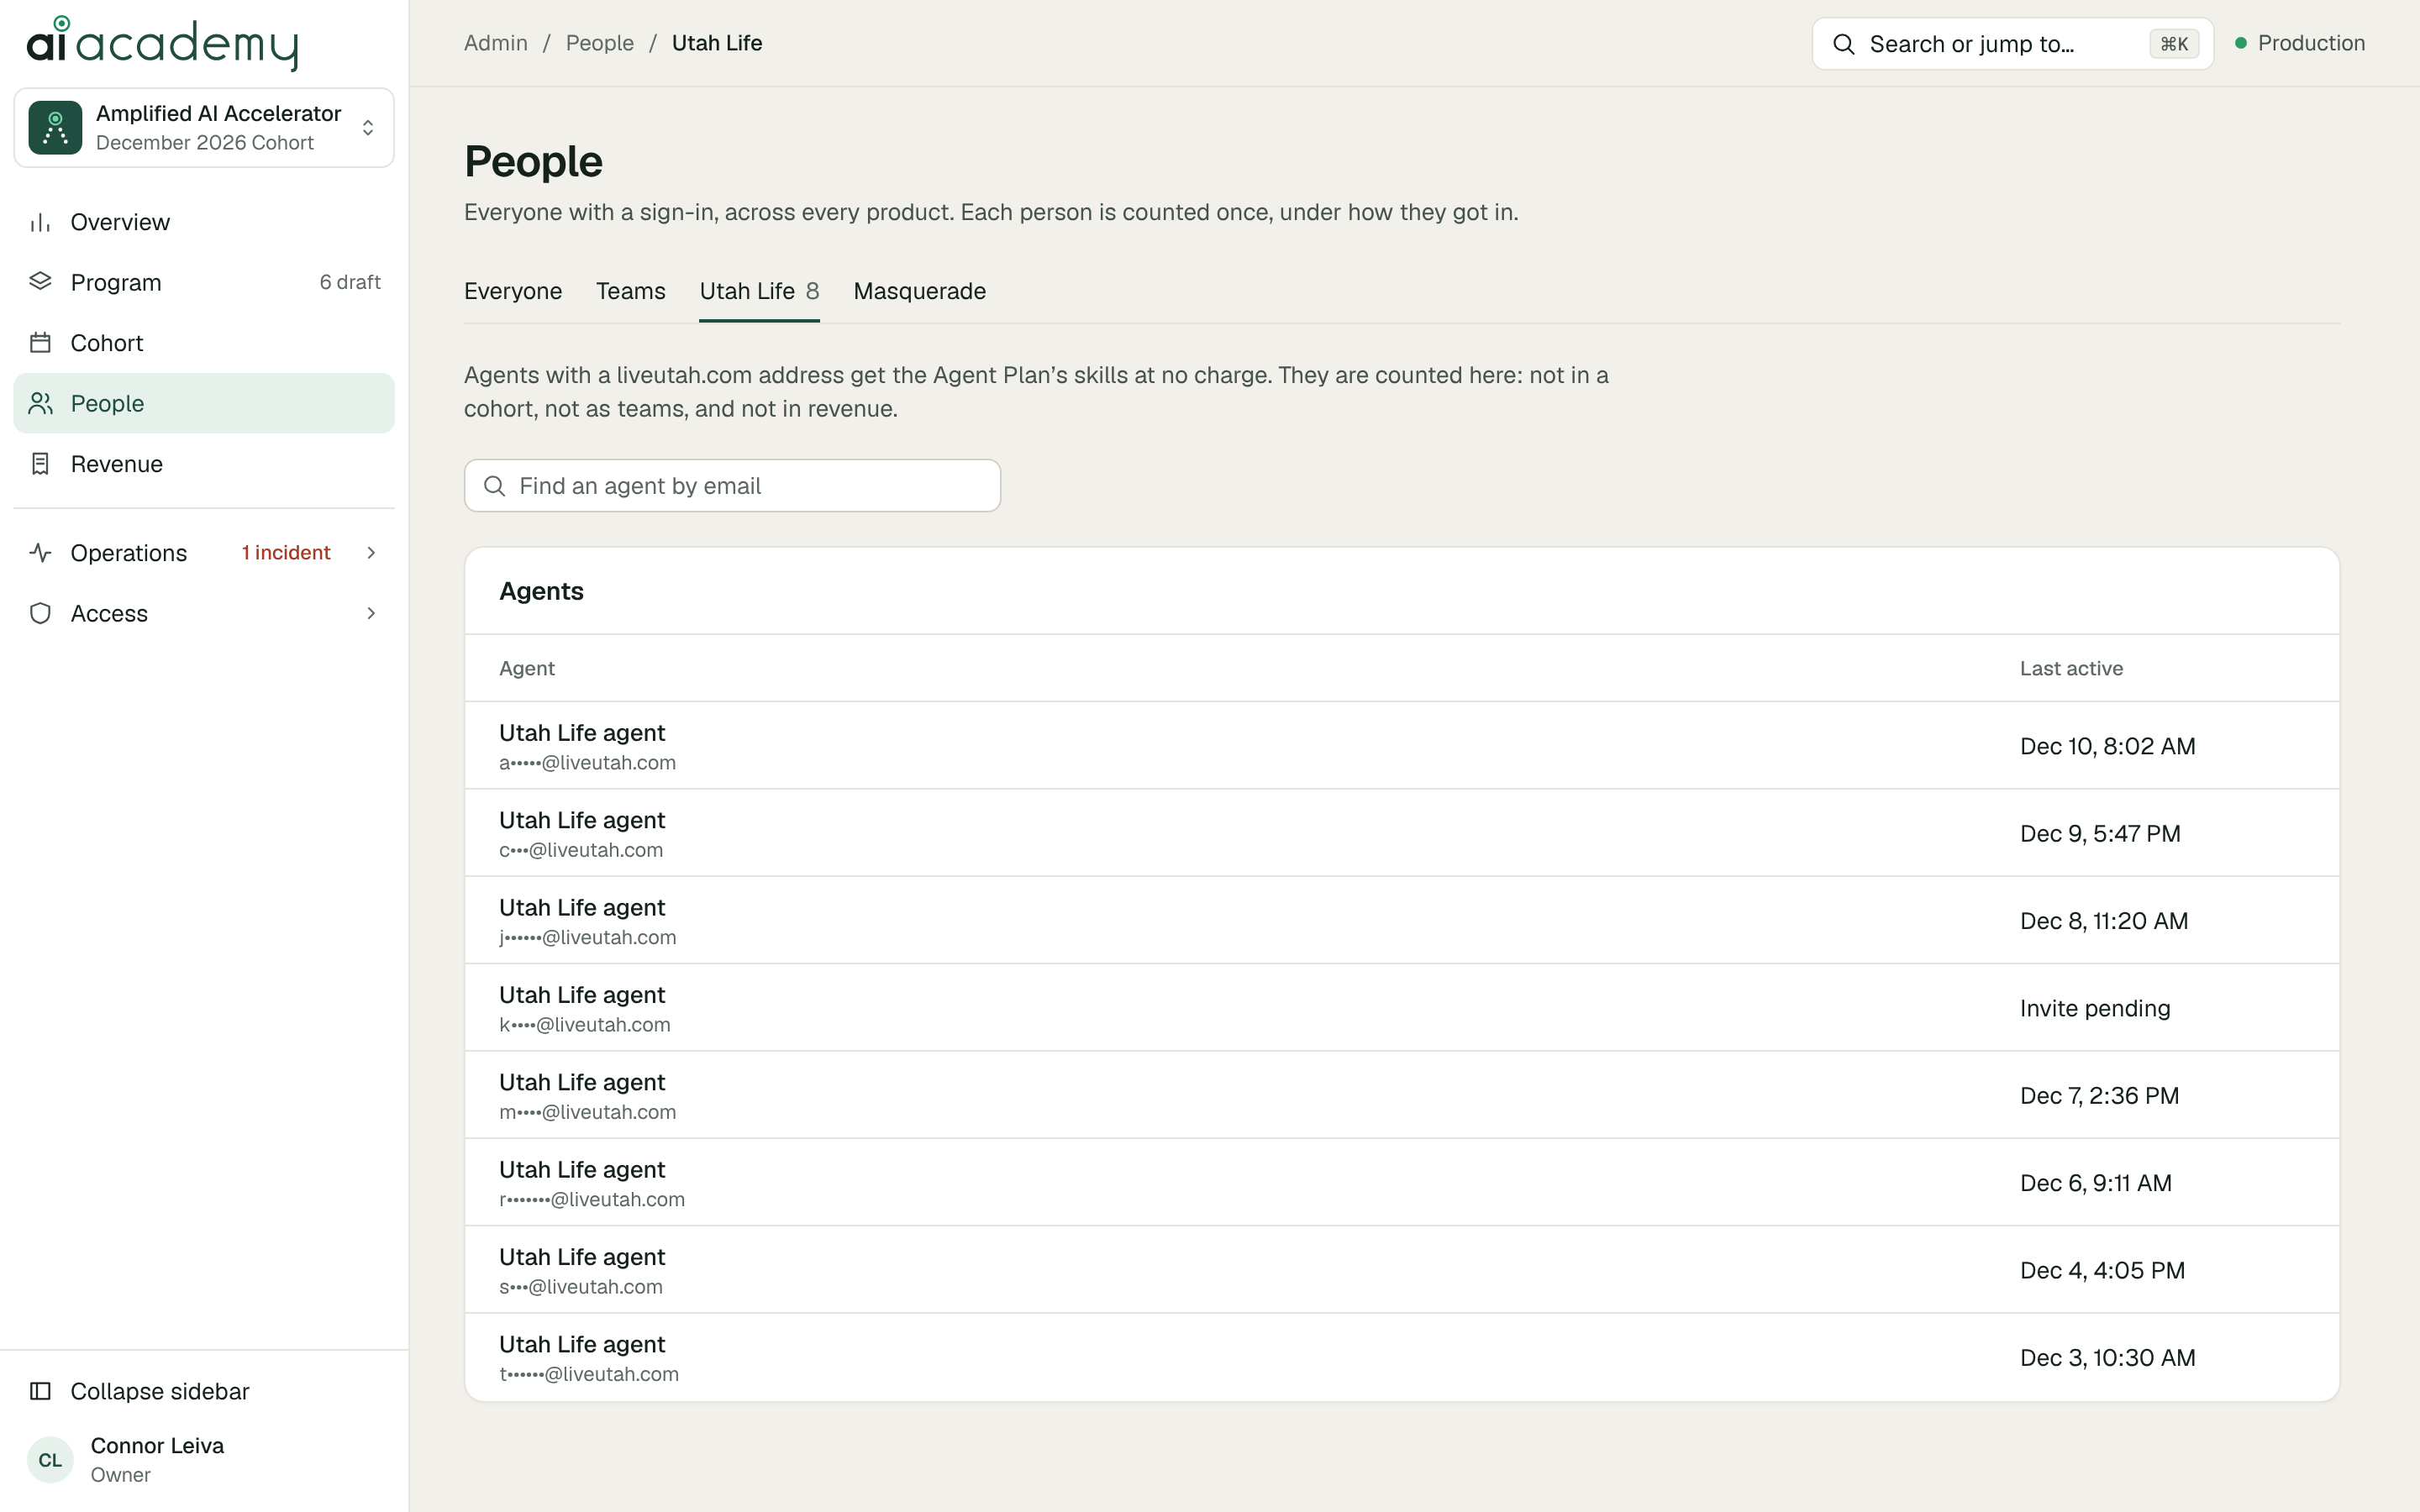 ai academy
Amplified AI Accelerator
December 2026 Cohort
Overview
Program 6 draft
Cohort
People
Revenue
Operations 1 incident
Access
Collapse sidebar
CL
Connor Leiva
Owner
Admin / People / Utah Life
Search or jump to… ⌘K
Production
People
Everyone with a sign-in, across every product. Each person is counted once, under how they got in.
Everyone Teams Utah Life 8 Masquerade
Agents with a liveutah.com address get the Agent Plan’s skills at no charge. They are counted here: not in a
cohort, not as teams, and not in revenue.
Find an agent by email
Agents
Agent Last active
Utah Life agent
a•••••@liveutah.com
Dec 10, 8:02 AM
Utah Life agent
c•••@liveutah.com
Dec 9, 5:47 PM
Utah Life agent
j••••••@liveutah.com
Dec 8, 11:20 AM
Utah Life agent
k••••@liveutah.com
Invite pending
Utah Life agent
m••••@liveutah.com
Dec 7, 2:36 PM
Utah Life agent
r•••••••@liveutah.com
Dec 6, 9:11 AM
Utah Life agent
s•••@liveutah.com
Dec 4, 4:05 PM
Utah Life agent
t••••••@liveutah.com
Dec 3, 10:30 AM